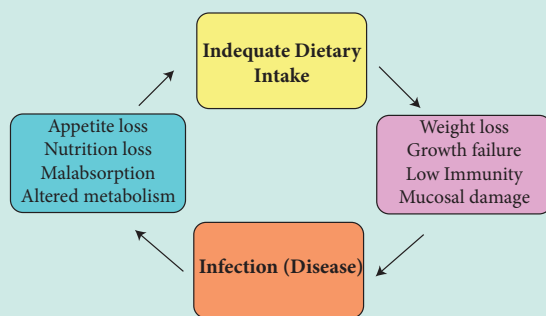 Indequate Dietary
Intake
Appetite loss
Nutrition loss
Malabsorption
Altered metabolism
Weight loss
Growth failure
Low Immunity
Mucosal damage
Infection (Disease)